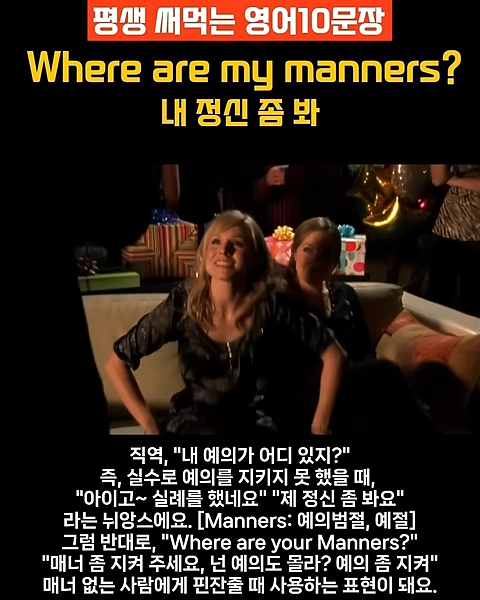 평생 써먹는 영어10문장
Where are my manners?
내 정신 좀 봐
직역, "내 예의가 어디 있지?"
즉, 실수로 예의를 지키지 못 했을 때,
"아이고~ 실례를 했네요" "제 정신 좀 봐요"
라는 뉘앙스에요. [Manners: 예의범절, 예절]
그럼 반대로, "Where are your Manners?"
"매너 좀 지켜 주세요, 넌 예의도 몰라? 예의 좀 지켜"
매너 없는 사람에게 핀잔줄 때 사용하는 표현이 돼요.